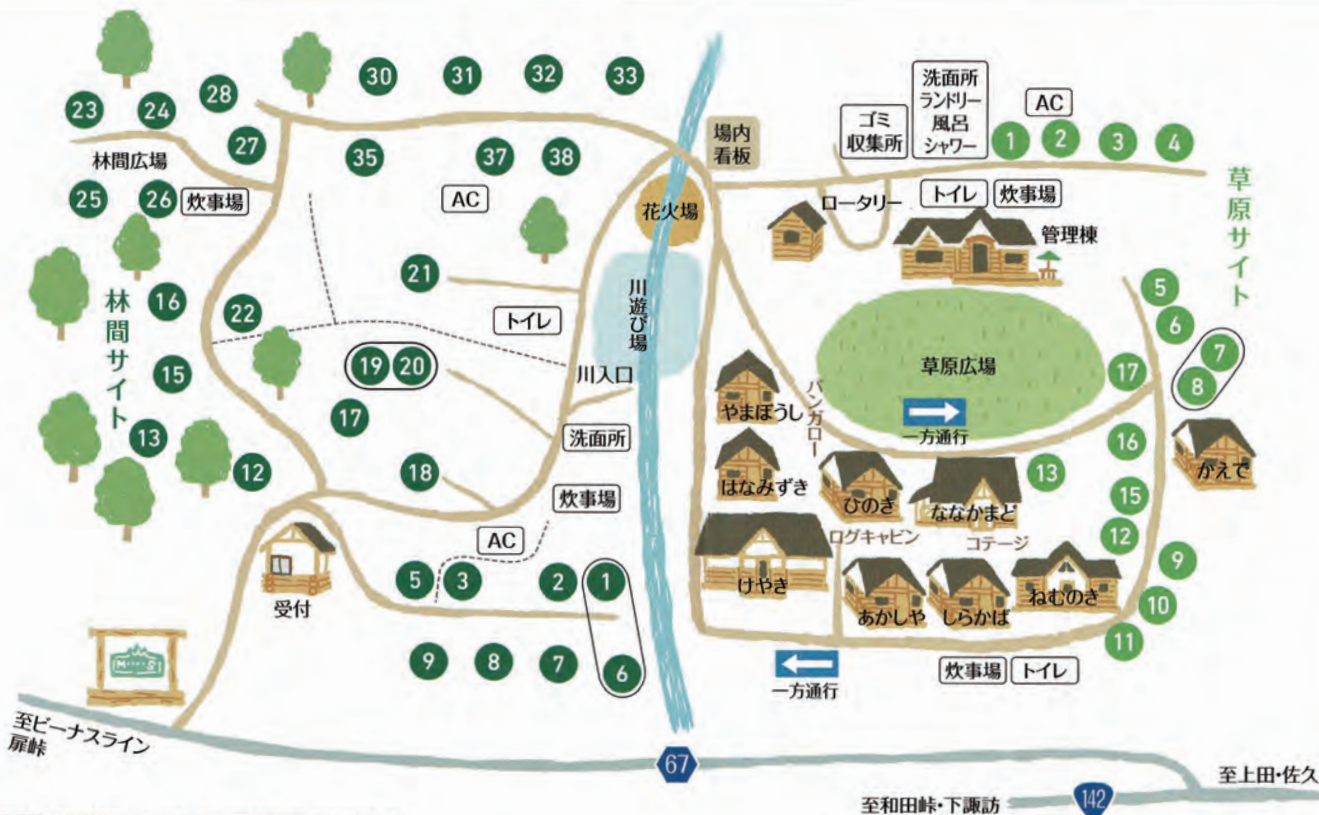 30
31
32
33
28
23
24
27
林間広場
35
37
38
25
26
炊事場
AC
21
トイレ
16
22
林間サイト
15
19
20
17
13
12
18
洗面所
炊事場
AC
5
3
2
1
受付
9
8
7
6
場内
看板
花火場
川遊び場
川入口
ゴミ
収集所
洗面所
ランドリー
風呂
シャワー
AC
1
2
3
4
ロータリー
トイレ
炊事場
管理棟
草原サイト
5
6
7
8
17
草原広場
一方通行
バンガロー
やまぼうし
はなみずき
ひのき
ななかまど
13
16
かえで
15
12
ログキャビン
コテージ
けやき
あかしや
しらかば
ねむのき
9
10
11
一方通行
炊事場
トイレ
至ビーナスライン
扉峠
67
至上田・佐久
至和田峠・下諏訪
142